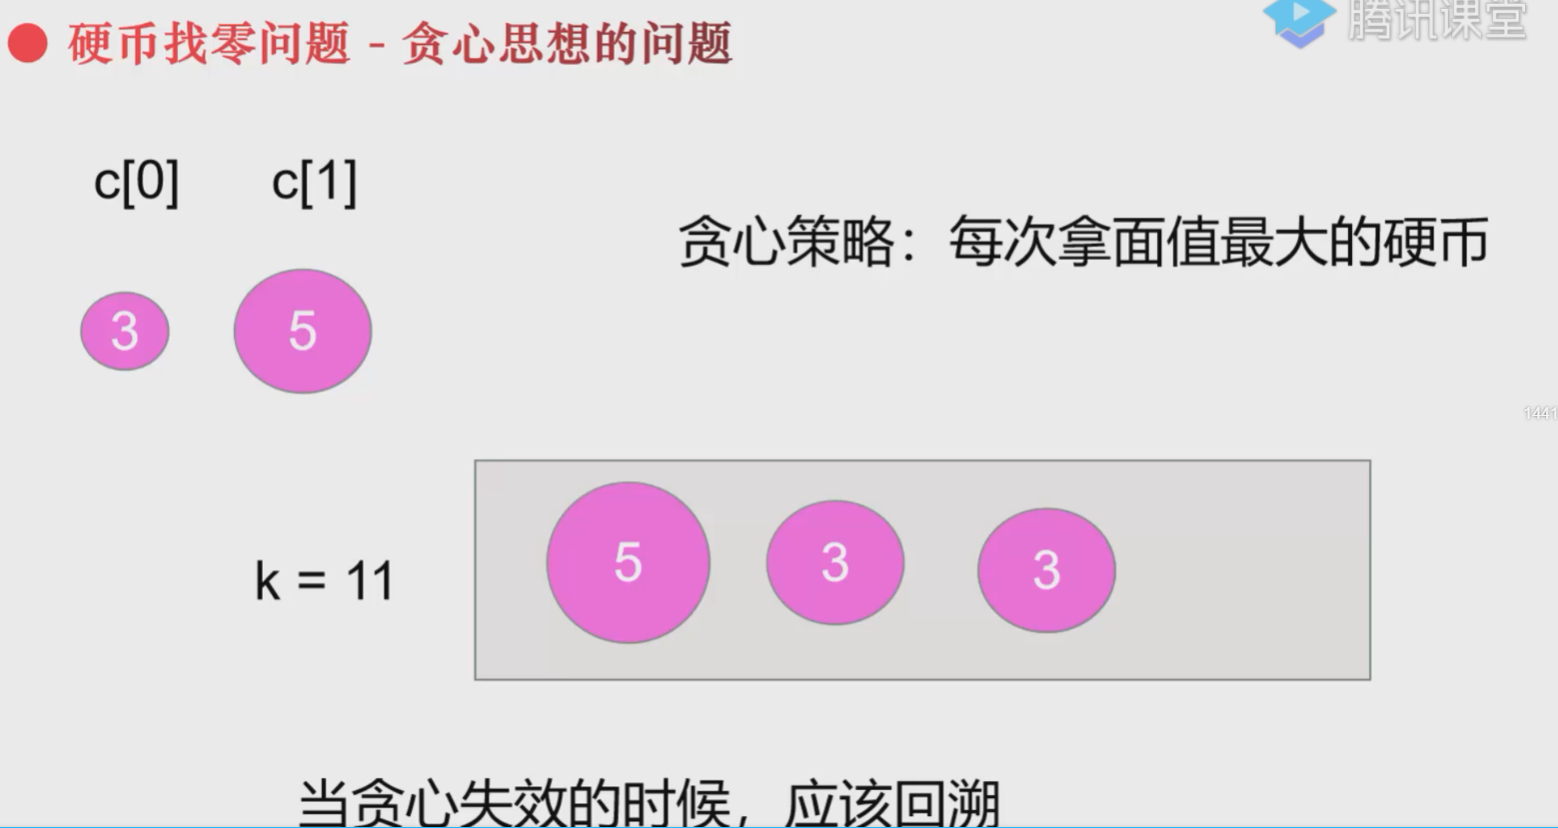 硬币找零问题 - 贪心思想的问题
腾讯课堂
c[0] c[1]
贪心策略：每次拿面值最大的硬币
3 5
1441
k = 11
5 3 3
当贪心失效的时候，应该回溯